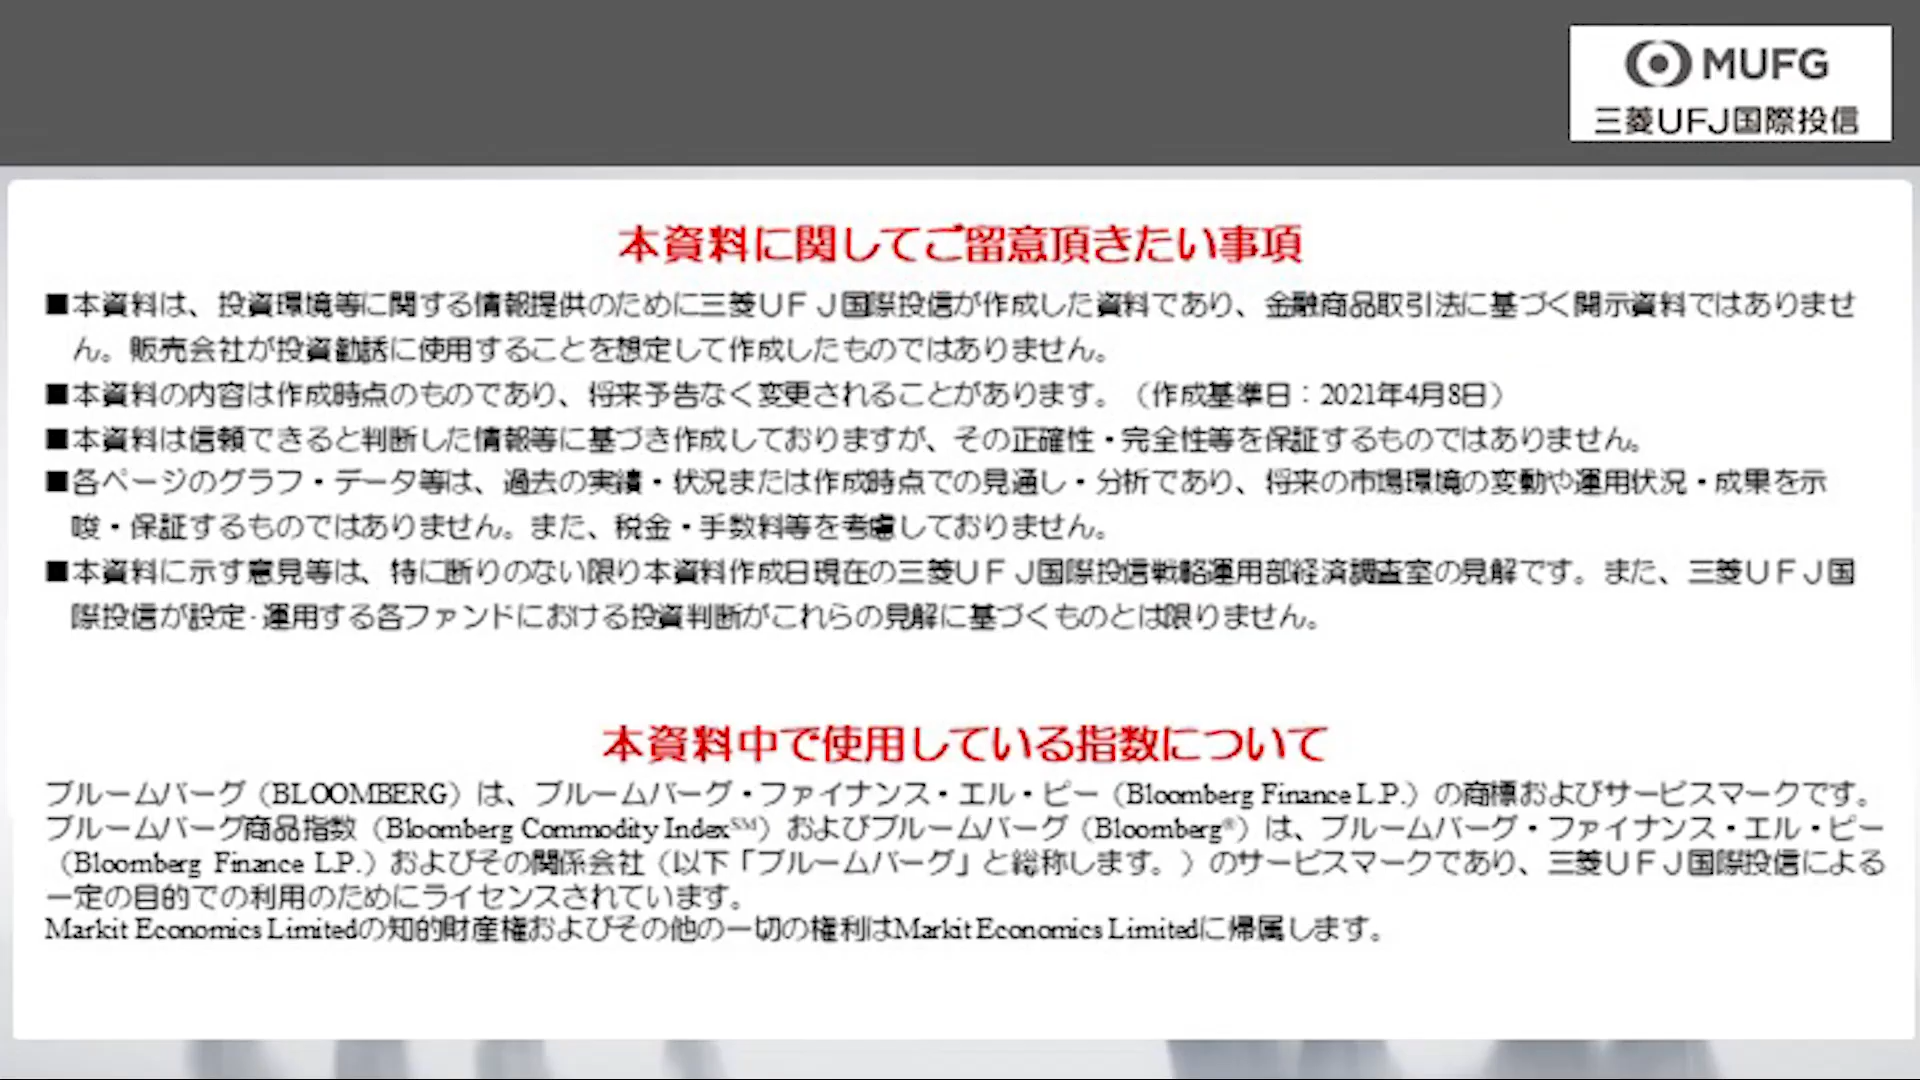 MUFG
三菱UFJ国際投信
本資料に関してご留意頂きたい事項
■本資料は、投資環境等に関する情報提供のために三菱UFJ国際投信が作成した資料であり、金融商品取引法に基づく開示資料ではありませ
ん。販売会社が投資勧誘に使用することを想定して作成したものではありません。
■本資料の内容は作成時点のものであり、将来予告なく変更されることがあります。（作成基準日：2021年4月8日）
■本資料は信頼できると判断した情報等に基づき作成しておりますが、その正確性・完全性等を保証するものではありません。
■各ページのグラフ・データ等は、過去の実績・状況または作成時点での見通し・分析であり、将来の市場環境の変動や運用状況・成果を示
唆・保証するものではありません。また、税金・手数料等を考慮しておりません。
■本資料に示す意見等は、特に断りのない限り本資料作成日現在の三菱UFJ国際投信戦略運用部経済調査室の見解です。また、三菱UFJ国
際投信が設定･運用する各ファンドにおける投資判断がこれらの見解に基づくものとは限りません。
本資料中で使用している指数について
ブルームバーグ（BLOOMBERG）は、ブルームバーグ・ファイナンス・エル・ピー（Bloomberg Finance L.P.）の商標およびサービスマークです。
ブルームバーグ商品指数（Bloomberg Commodity Index℠）およびブルームバーグ（Bloomberg®）は、ブルームバーグ・ファイナンス・エル・ピー
（Bloomberg Finance L.P.）およびその関係会社（以下「ブルームバーグ」と総称します。）のサービスマークであり、三菱UFJ国際投信による
一定の目的での利用のためにライセンスされています。
Markit Economics Limitedの知的財産権およびその他の一切の権利はMarkit Economics Limitedに帰属します。